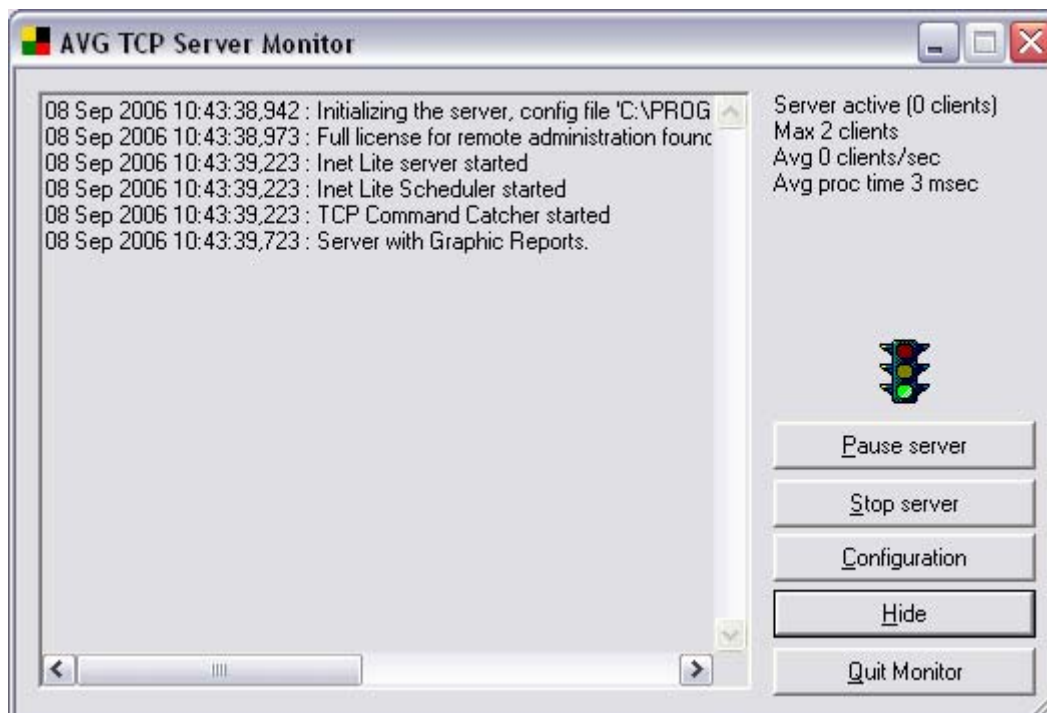 AVG TCP Server Monitor
08 Sep 2006 10:43:38,942 : Initializing the server, config file 'C:\PROG
08 Sep 2006 10:43:38,973 : Full license for remote administration found
08 Sep 2006 10:43:39,223 : Inet Lite server started
08 Sep 2006 10:43:39,223 : Inet Lite Scheduler started
08 Sep 2006 10:43:39,223 : TCP Command Catcher started
08 Sep 2006 10:43:39,723 : Server with Graphic Reports.
Server active (0 clients)
Max 2 clients
Avg 0 clients/sec
Avg proc time 3 msec
Pause server
Stop server
Configuration
Hide
Quit Monitor